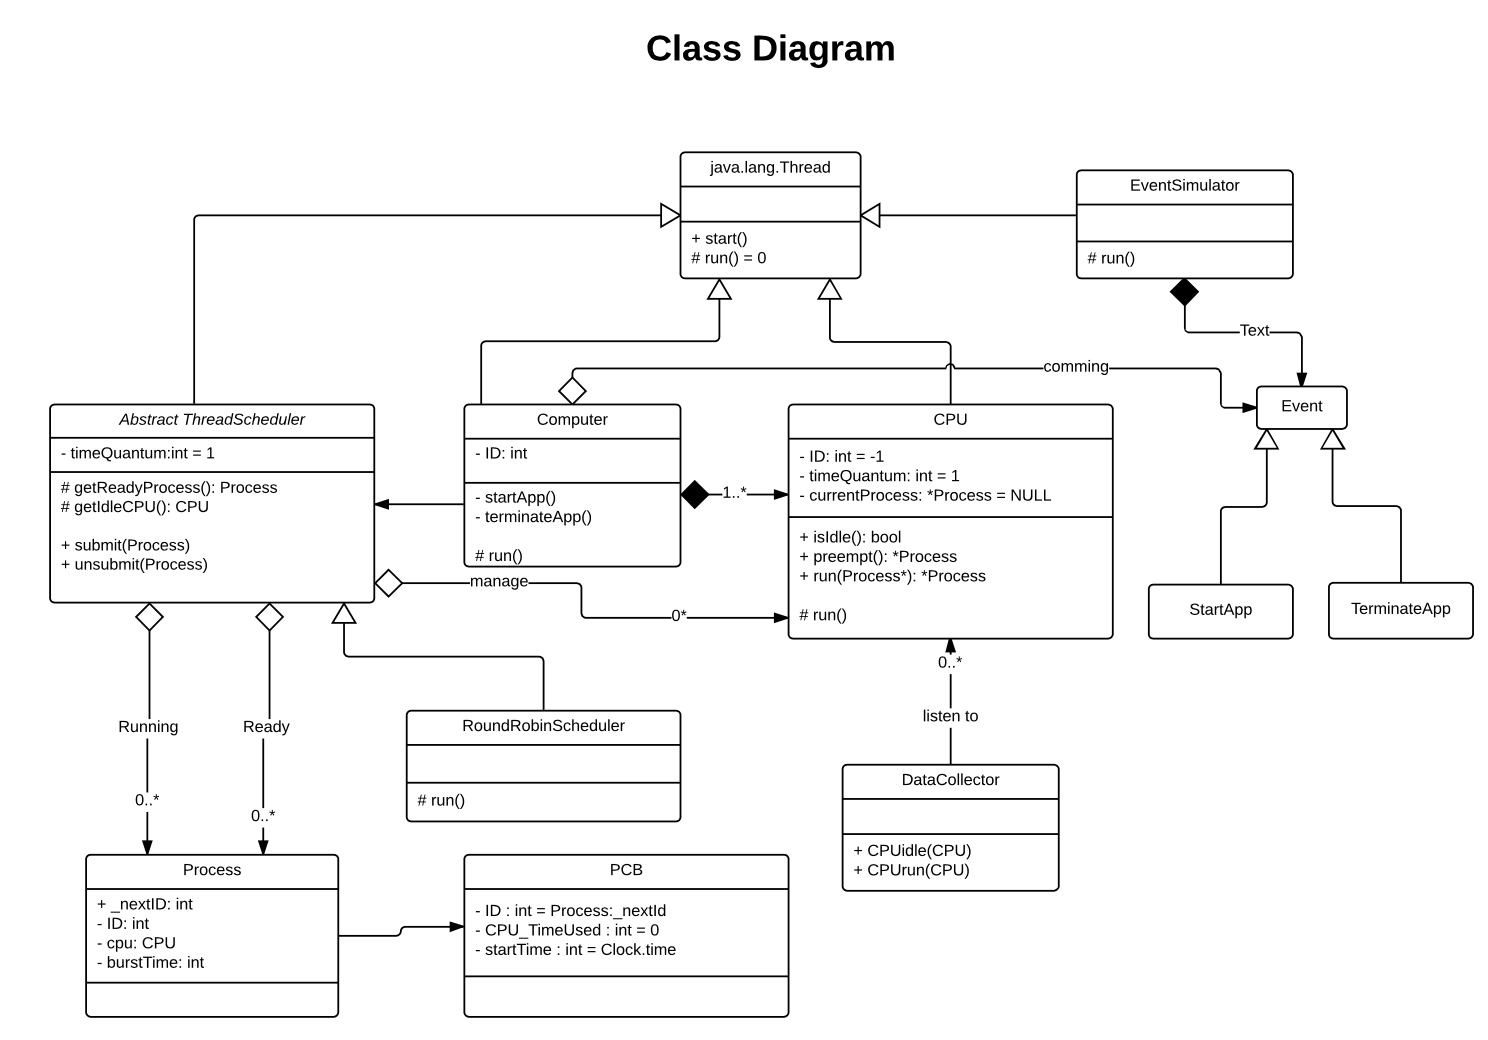 Class Diagram
java.lang.Thread
+ start()
# run() = 0
EventSimulator
# run()
Text
comming
Event
Abstract ThreadScheduler
- timeQuantum:int = 1
# getReadyProcess(): Process
# getIdleCPU(): CPU
+ submit(Process)
+ unsubmit(Process)
Computer
- ID: int
- startApp()
- terminateApp()
# run()
1..*
CPU
- ID: int = -1
- timeQuantum: int = 1
- currentProcess: *Process = NULL
+ isIdle(): bool
+ preempt(): *Process
+ run(Process*): *Process
# run()
manage
0*
StartApp
TerminateApp
0..*
listen to
Running
Ready
0..*
0..*
RoundRobinScheduler
# run()
DataCollector
+ CPUidle(CPU)
+ CPUrun(CPU)
Process
+ _nextID: int
- ID: int
- cpu: CPU
- burstTime: int
PCB
- ID : int = Process:_nextId
- CPU_TimeUsed : int = 0
- startTime : int = Clock.time